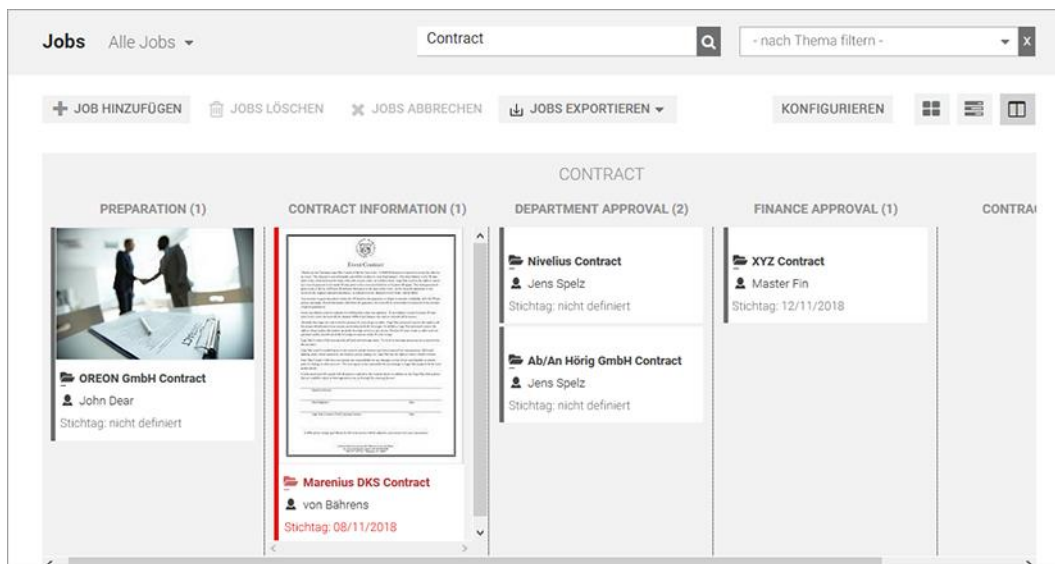 Jobs Alle Jobs
Contract
- nach Thema filtern -
x
JOB HINZUFÜGEN JOBS LÖSCHEN JOBS ABBRECHEN JOBS EXPORTIEREN KONFIGURIEREN
CONTRACT
PREPARATION (1)
OREON GmbH Contract
John Dear
Stichtag: nicht definiert
CONTRACT INFORMATION (1)
Marenius DKS Contract
von Bährens
Stichtag: 08/11/2018
DEPARTMENT APPROVAL (2)
Nivelius Contract
Jens Spelz
Stichtag: nicht definiert
Ab/An Hörig GmbH Contract
Jens Spelz
Stichtag: nicht definiert
FINANCE APPROVAL (1)
XYZ Contract
Master Fin
Stichtag: 12/11/2018
CONTRA